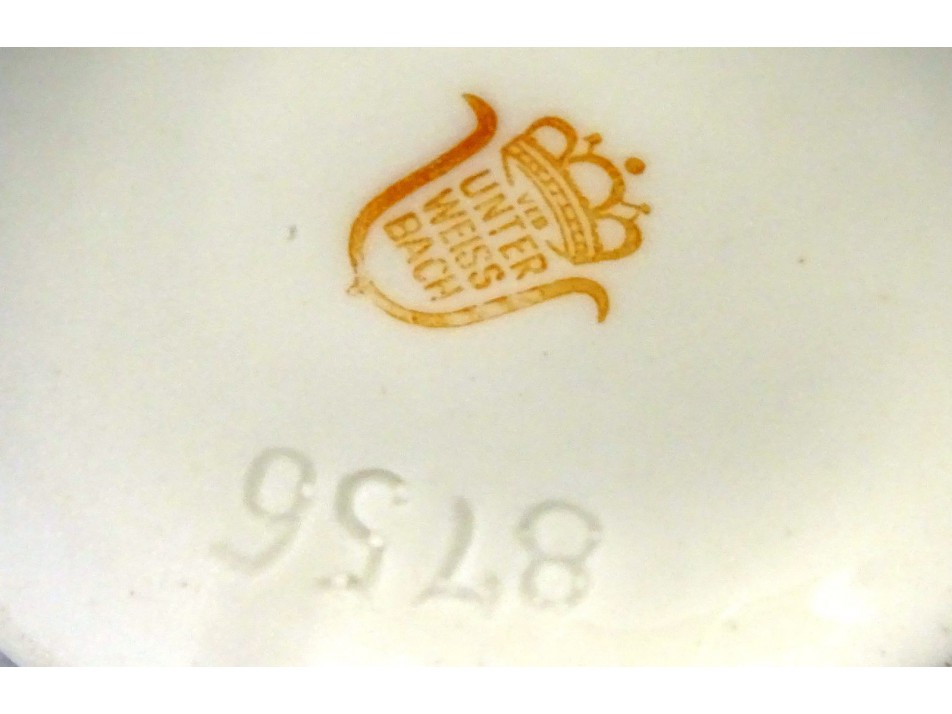 VEB
UNTER
WEISS
BACH
8756